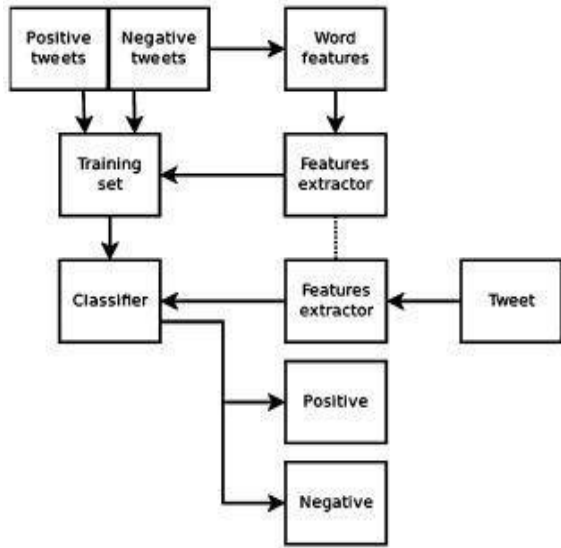 Positive
tweets
Negative
tweets
Word
features
Training
set
Features
extractor
Classifier
Features
extractor
Tweet
Positive
Negative